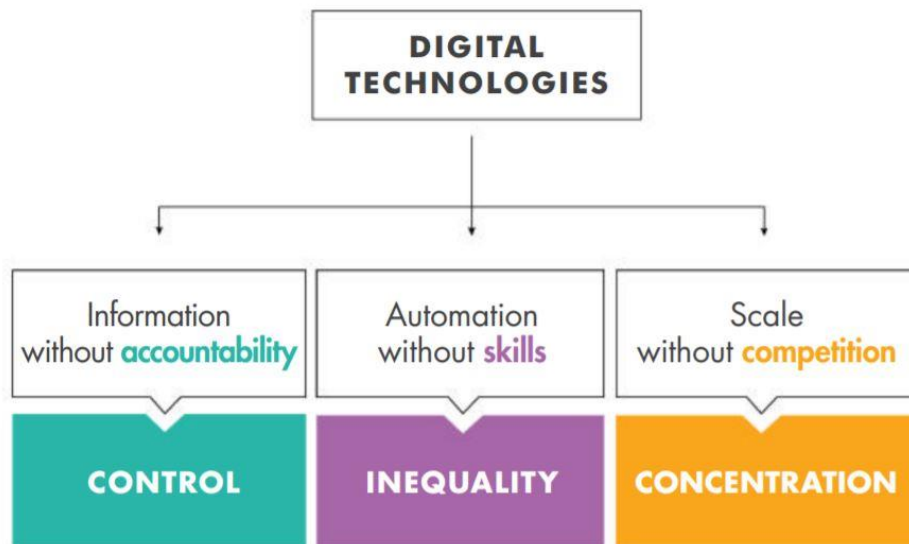 DIGITAL
TECHNOLOGIES
Information
without accountability
Automation
without skills
Scale
without competition
CONTROL
INEQUALITY
CONCENTRATION